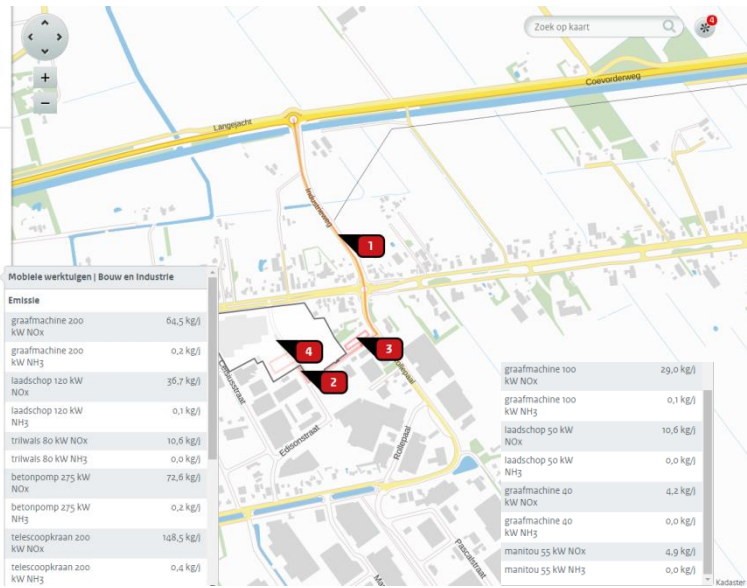 Zoek op kaart
4
Coevorderweg
Langejacht
Industrieweg
1
Mobiele werktuigen | Bouw en Industrie
Emissie
graafmachine 200 64,5 kg/j
kW NOx
graafmachine 200 0,2 kg/j
kW NH3
laadschop 120 kW 36,7 kg/j
NOx
laadschop 120 kW 0,1 kg/j
NH3
trilwals 80 kW NOx 10,6 kg/j
trilwals 80 kW NH3 0,0 kg/j
betonpomp 275 kW 72,6 kg/j
NOx
betonpomp 275 kW 0,2 kg/j
NH3
telescoopkraan 200 148,5 kg/j
kW NOx
telescoopkraan 200 0,4 kg/j
kW NH3
4
3
2
Celsiusstraat
Edisonstraat
Rollepaal
Pascalstraat
graafmachine 100 29,0 kg/j
kW NOx
graafmachine 100 0,1 kg/j
kW NH3
laadschop 50 kW 10,6 kg/j
NOx
laadschop 50 kW 0,0 kg/j
NH3
graafmachine 40 4,2 kg/j
kW NOx
graafmachine 40 0,0 kg/j
kW NH3
manitou 55 kW NOx 4,9 kg/j
manitou 55 kW NH3 0,0 kg/j
Kadaster